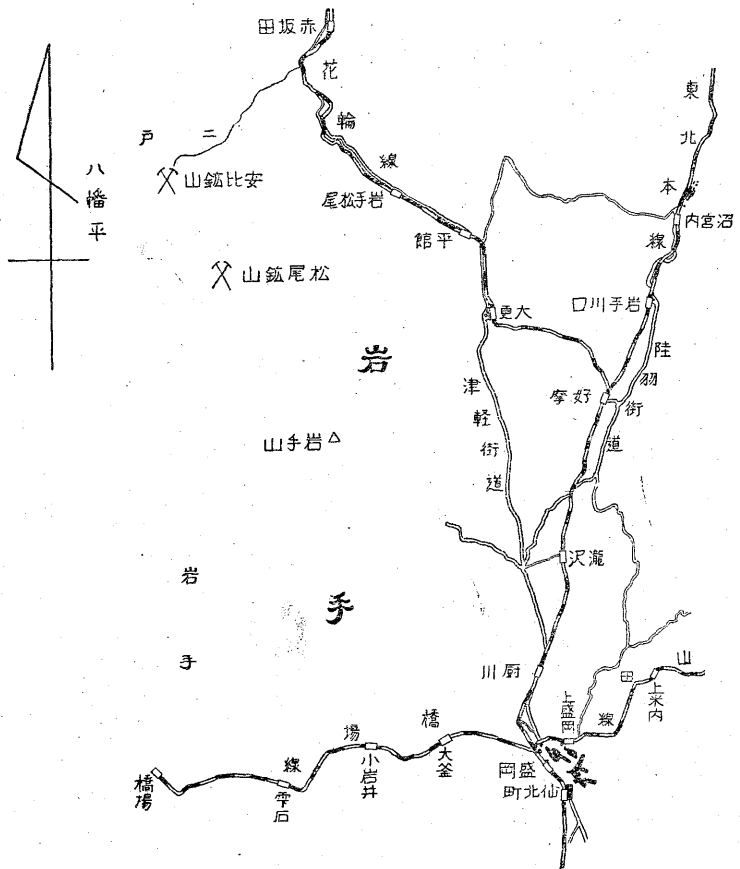 赤坂田
花輪線
東北本線
二戸
八幡平
安比鉱山
岩手松尾
平館
沼宮内
松尾鉱山
大更
岩手川口
岩手
津軽街道
好摩
陸羽街道
岩手山
瀧沢
岩手
厨川
山田線
上盛岡
上米内
橋場線
大釜
小岩井
雫石
橋場
盛岡
仙北町